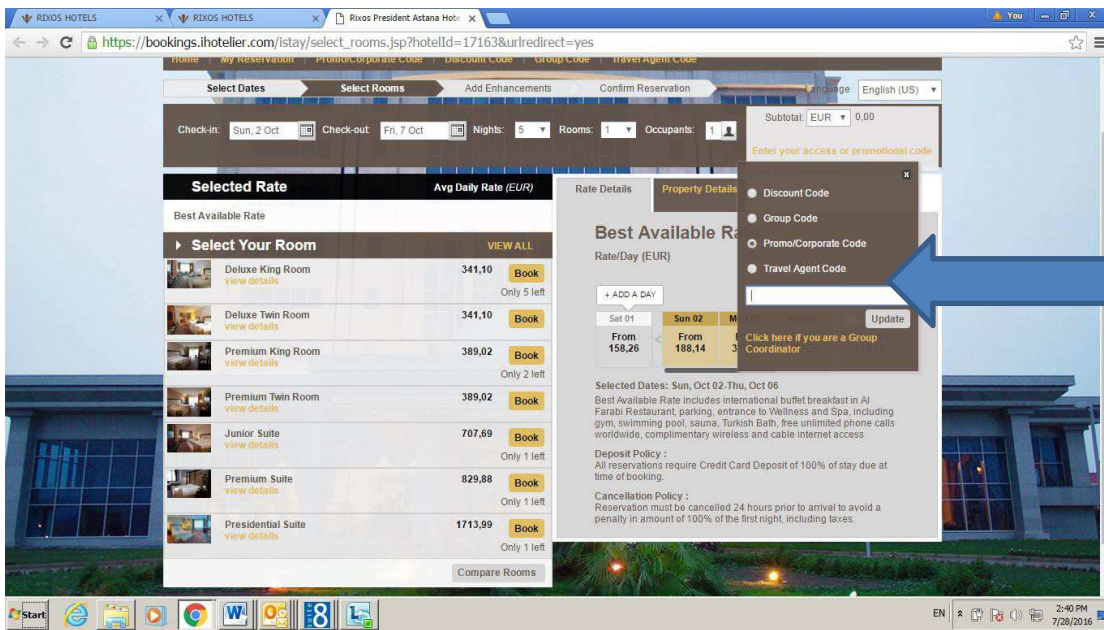 RIXOS HOTELS
RIXOS HOTELS
Rixos President Astana Hote
You
https://bookings.ihotelier.com/istay/select_rooms.jsp?hotelId=17163&urlredirect=yes
Home My Reservation Promo/Corporate Code Discount Code Group Code Travel Agent Code
Select Dates Select Rooms Add Enhancements Confirm Reservation Language English (US)
Check-in: Sun, 2 Oct Check-out: Fri, 7 Oct Nights: 5 Rooms: 1 Occupants: 1
Subtotal: EUR 0,00
Enter your access or promotional code
Selected Rate Avg Daily Rate (EUR)
Best Available Rate
Select Your Room VIEW ALL
Deluxe King Room 341,10 Book
view details
Only 5 left
Deluxe Twin Room 341,10 Book
view details
Premium King Room 389,02 Book
view details
Only 2 left
Premium Twin Room 389,02 Book
view details
Junior Suite 707,69 Book
view details
Only 1 left
Premium Suite 829,88 Book
view details
Only 1 left
Presidential Suite 1713,99 Book
view details
Only 1 left
Compare Rooms
Rate Details Property Details
Best Available Ra
Rate/Day (EUR)
+ ADD A DAY
Sat 01 Sun 02
From From
158,26 < 188,14
x
Discount Code
Group Code
Promo/Corporate Code
Travel Agent Code
Update
Click here if you are a Group
Coordinator
Selected Dates: Sun, Oct 02-Thu, Oct 06
Best Available Rate includes international buffet breakfast in Al
Farabi Restaurant, parking, entrance to Wellness and Spa, including
gym, swimming pool, sauna, Turkish Bath, free unlimited phone calls
worldwide, complimentary wireless and cable internet access
Deposit Policy :
All reservations require Credit Card Deposit of 100% of stay due at
time of booking.
Cancellation Policy :
Reservation must be cancelled 24 hours prior to arrival to avoid a
penalty in amount of 100% of the first night, including taxes.
Start
EN
2:40 PM
7/28/2016